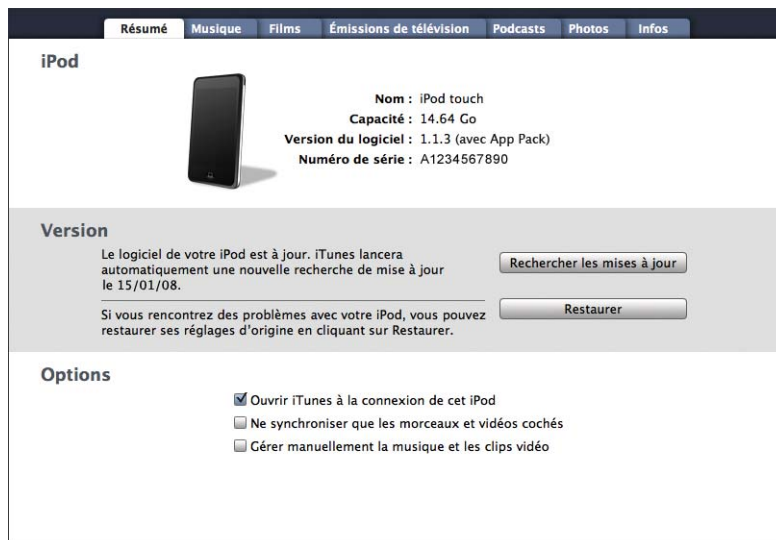 Résumé Musique Films Émissions de télévision Podcasts Photos Infos
iPod
Nom : iPod touch
Capacité : 14.64 Go
Version du logiciel : 1.1.3 (avec App Pack)
Numéro de série : A1234567890
Version
Le logiciel de votre iPod est à jour. iTunes lancera
automatiquement une nouvelle recherche de mise à jour
le 15/01/08.
Rechercher les mises à jour
Si vous rencontrez des problèmes avec votre iPod, vous pouvez
restaurer ses réglages d'origine en cliquant sur Restaurer.
Restaurer
Options
Ouvrir iTunes à la connexion de cet iPod
Ne synchroniser que les morceaux et vidéos cochés
Gérer manuellement la musique et les clips vidéo